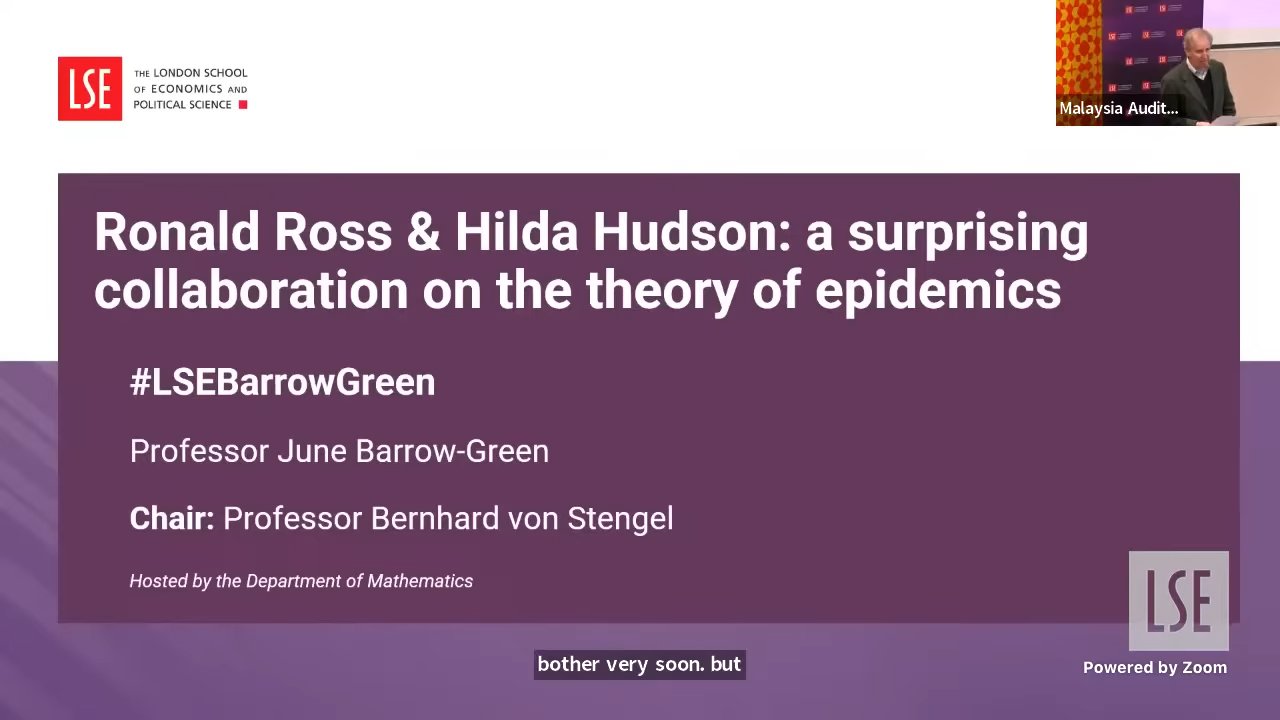 LSE
THE LONDON SCHOOL
OF ECONOMICS AND
POLITICAL SCIENCE
Malaysia Audit...
Ronald Ross & Hilda Hudson: a surprising
collaboration on the theory of epidemics
#LSEBarrowGreen
Professor June Barrow-Green
Chair: Professor Bernhard von Stengel
Hosted by the Department of Mathematics
LSE
bother very soon. but
Powered by Zoom